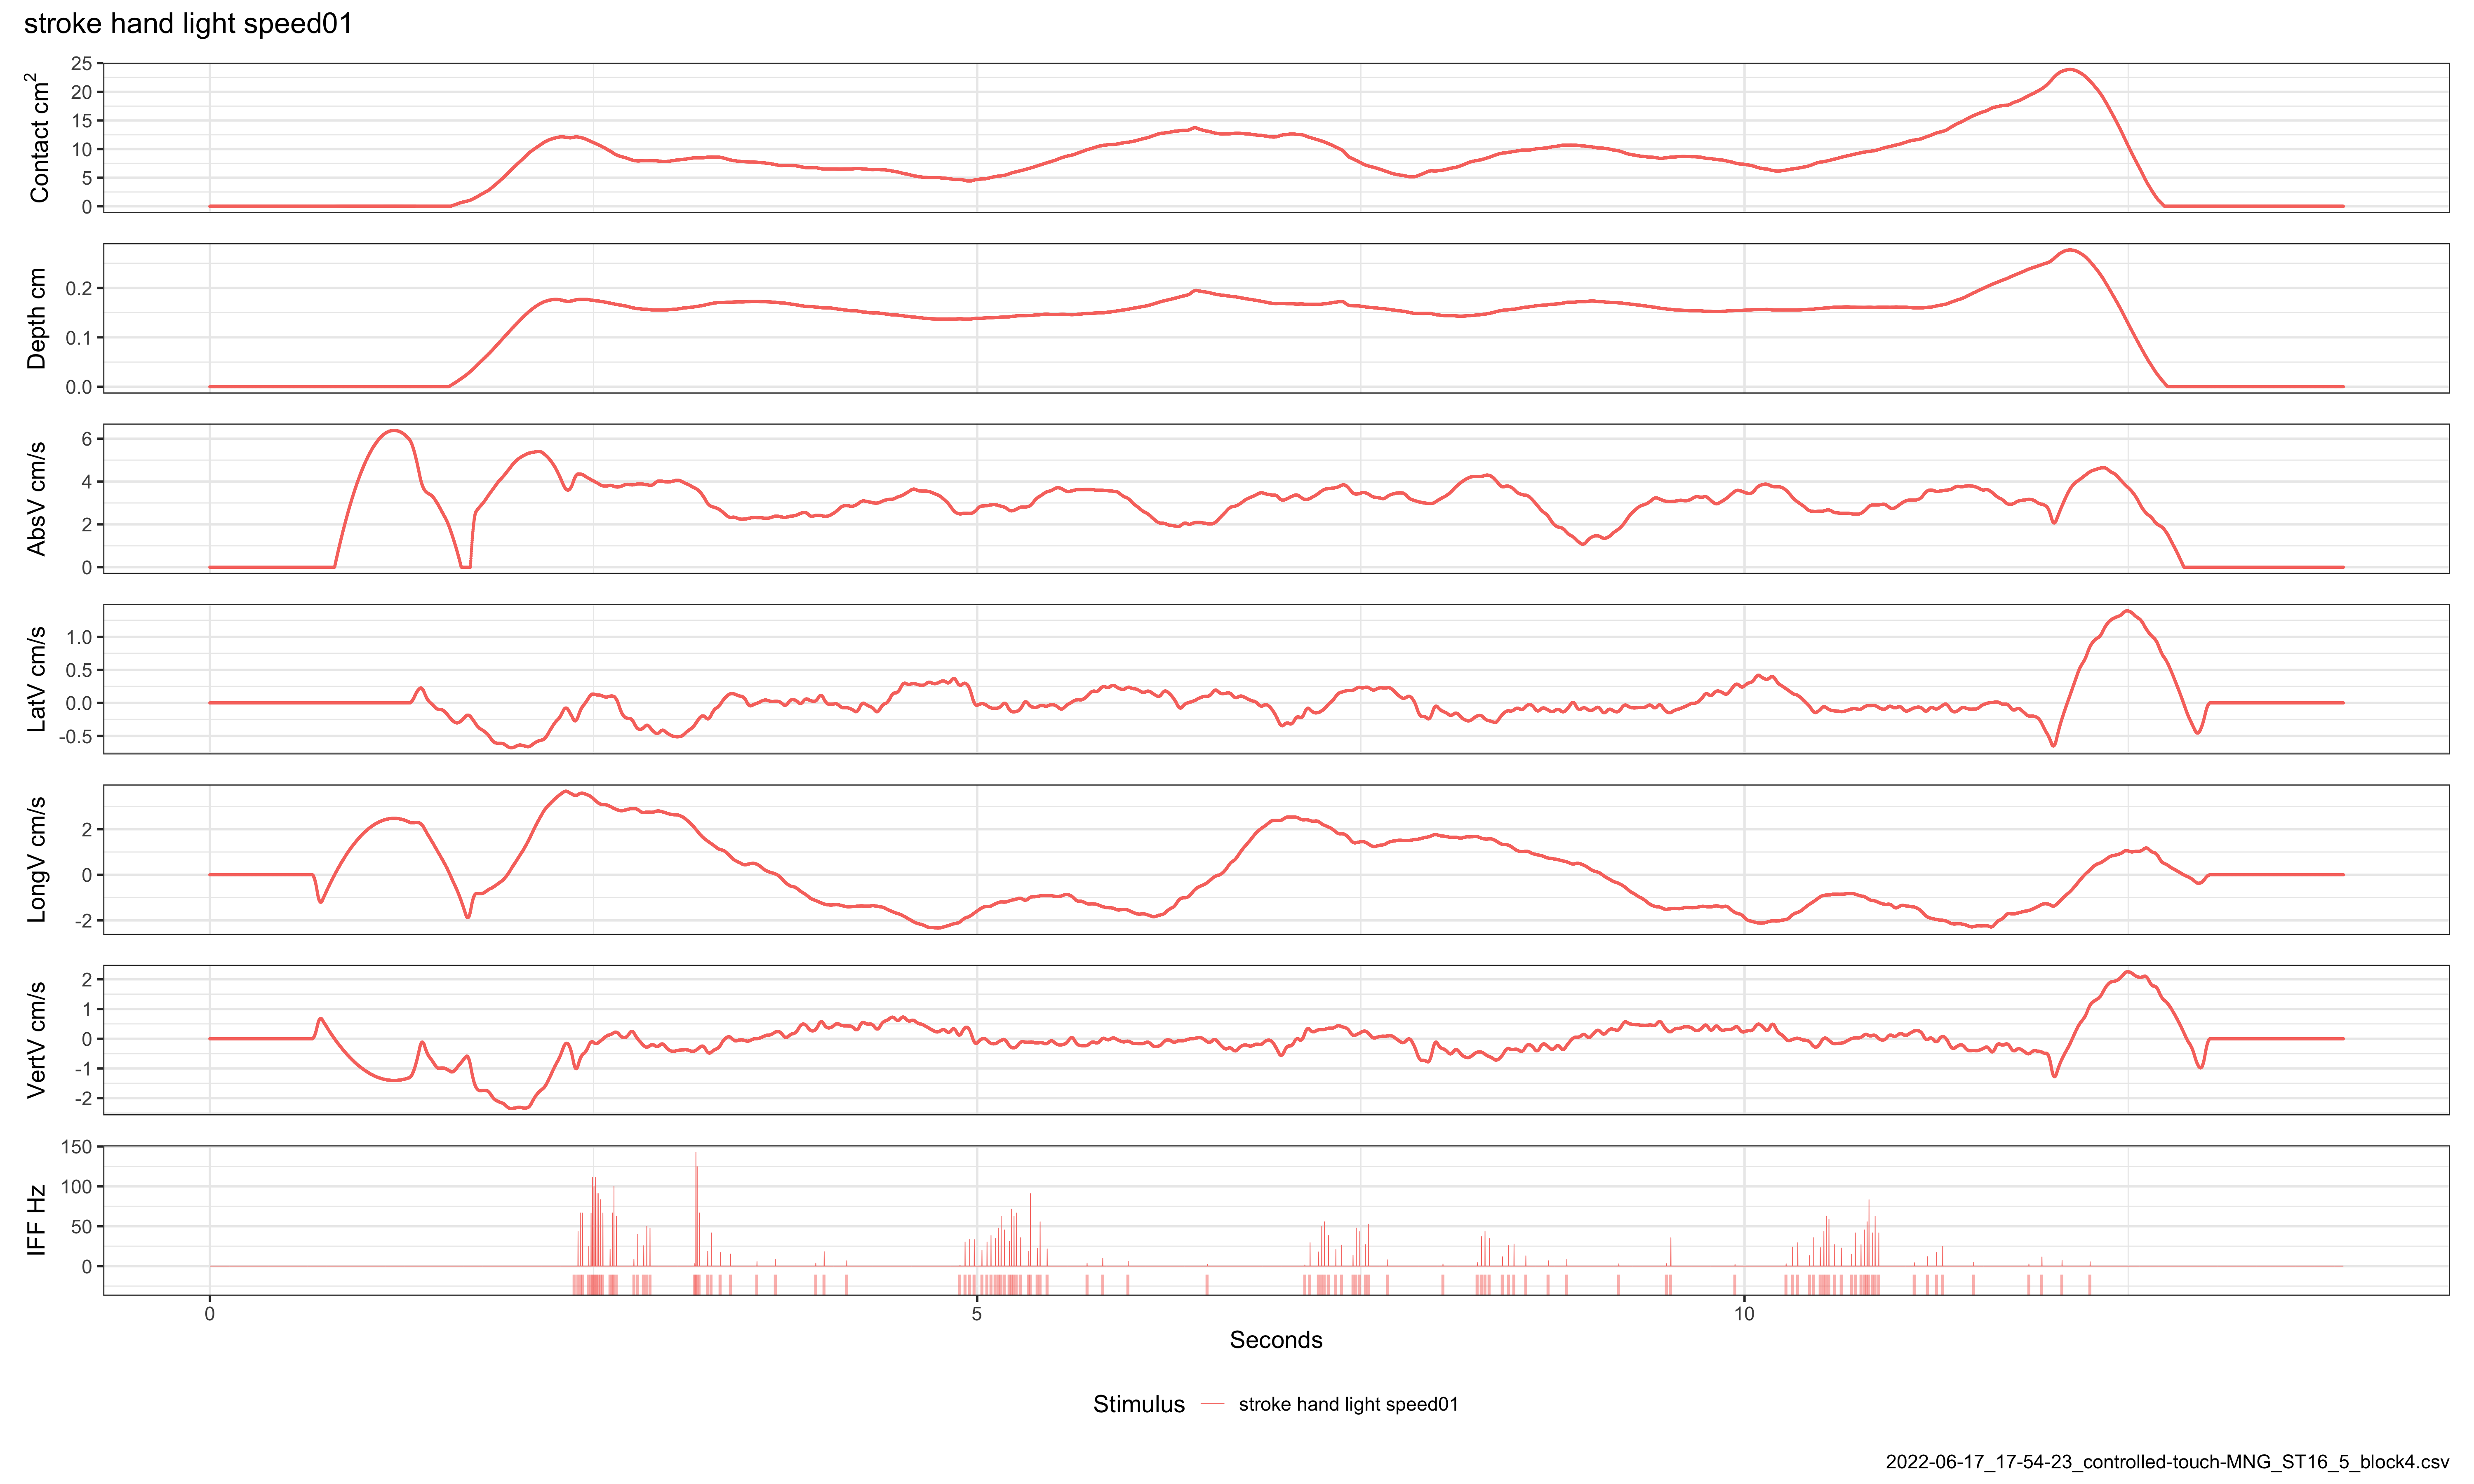 stroke hand light speed01
Contact cm²
25
20
15
10
5
0
Depth cm
0.2
0.1
0.0
AbsV cm/s
6
4
2
0
LatV cm/s
1.0
0.5
0.0
-0.5
LongV cm/s
2
0
-2
VertV cm/s
2
1
0
-1
-2
IFF Hz
150
100
50
0
0 5 10
Seconds
Stimulus stroke hand light speed01
2022-06-17_17-54-23_controlled-touch-MNG_ST16_5_block4.csv